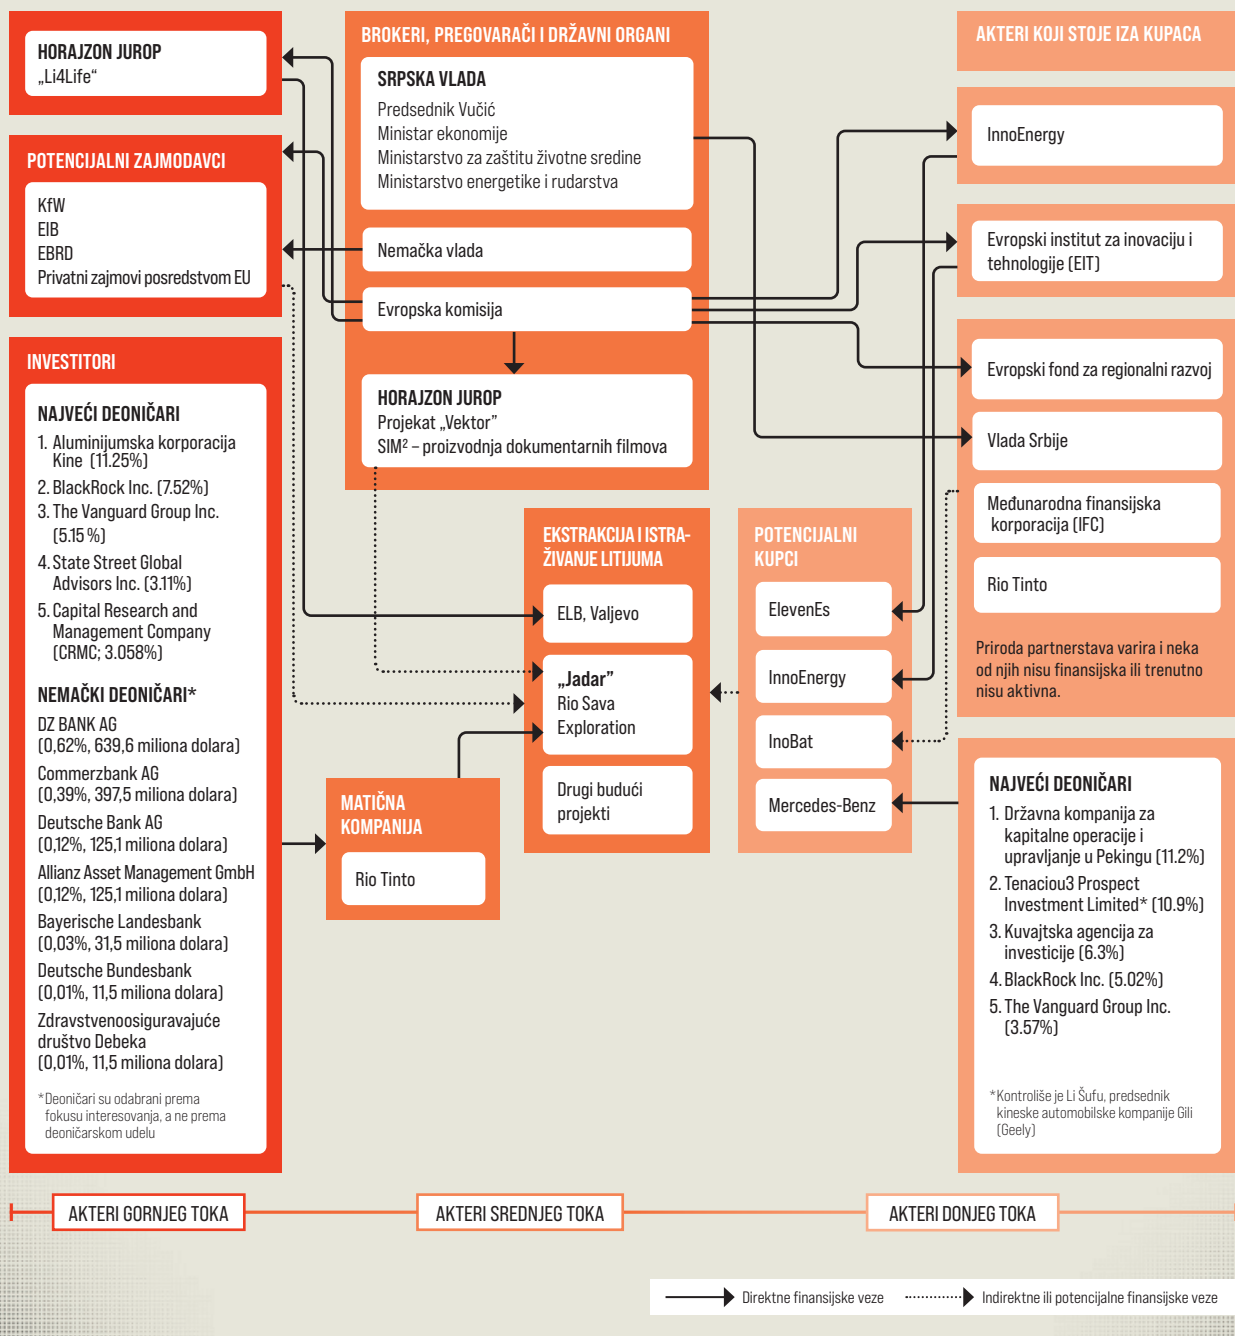 HORAJZON JUROP
„Li4Life“
POTENCIJALNI ZAJMODAVCI
KfW
EIB
EBRD
Privatni zajmovi posredstvom EU
INVESTITORI
NAJVEĆI DEONIČARI
1. Aluminijumska korporacija
Kine (11.25%)
2. BlackRock Inc. (7.52%)
3. The Vanguard Group Inc.
(5.15 %)
4. State Street Global
Advisors Inc. (3.11%)
5. Capital Research and
Management Company
(CRMC; 3.058%)
NEMAČKI DEONIČARI*
DZ BANK AG
(0,62%, 639,6 miliona dolara)
Commerzbank AG
(0,39%, 397,5 miliona dolara)
Deutsche Bank AG
(0,12%, 125,1 miliona dolara)
Allianz Asset Management GmbH
(0,12%, 125,1 miliona dolara)
Bayerische Landesbank
(0,03%, 31,5 miliona dolara)
Deutsche Bundesbank
(0,01%, 11,5 miliona dolara)
Zdravstvenoosiguravajuće
društvo Debeka
(0,01%, 11,5 miliona dolara)
*Deoničari su odabrani prema
fokusu interesovanja, a ne prema
deoničarskom udelu
BROKERI, PREGOVARAČI I DRŽAVNI ORGANI
SRPSKA VLADA
Predsednik Vučić
Ministar ekonomije
Ministarstvo za zaštitu životne sredine
Ministarstvo energetike i rudarstva
Nemačka vlada
Evropska komisija
HORAJZON JUROP
Projekat „Vektor”
SIM² – proizvodnja dokumentarnih filmova
MATIČNA
KOMPANIJA
Rio Tinto
EKSTRAKCIJA I ISTRA-
ŽIVANJE LITIJUMA
ELB, Valjevo
„Jadar”
Rio Sava
Exploration
Drugi budući
projekti
POTENCIJALNI
KUPCI
ElevenEs
InnoEnergy
InoBat
Mercedes-Benz
AKTERI KOJI STOJE IZA KUPACA
InnoEnergy
Evropski institut za inovaciju i
tehnologije (EIT)
Evropski fond za regionalni razvoj
Vlada Srbije
Međunarodna finansijska
korporacija (IFC)
Rio Tinto
Priroda partnerstava varira i neka
od njih nisu finansijska ili trenutno
nisu aktivna.
NAJVEĆI DEONIČARI
1. Državna kompanija za
kapitalne operacije i
upravljanje u Pekingu (11.2%)
2. Tenaciou3 Prospect
Investment Limited* (10.9%)
3. Kuvajtska agencija za
investicije (6.3%)
4. BlackRock Inc. (5.02%)
5. The Vanguard Group Inc.
(3.57%)
*Kontroliše je Li Šufu, predsednik
kineske automobilske kompanije Gili
(Geely)
AKTERI GORNJEG TOKA
AKTERI SREDNJEG TOKA
AKTERI DONJEG TOKA
Direktne finansijske veze
Indirektne ili potencijalne finansijske veze